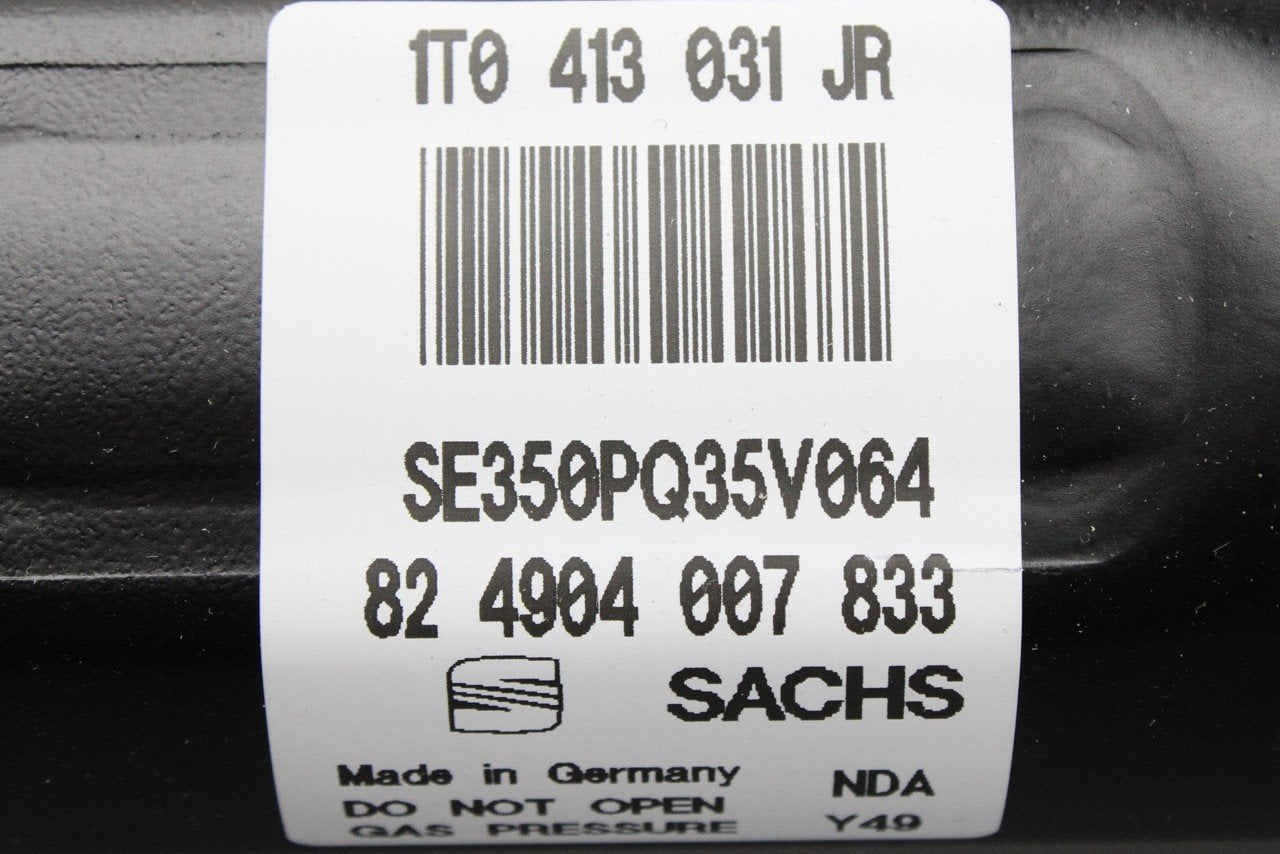 1T0 413 031 JR
SE350PQ35V064
82 4904 007 833
SACHS
Made in Germany NDA
DO NOT OPEN
GAS PRESSURE Y49